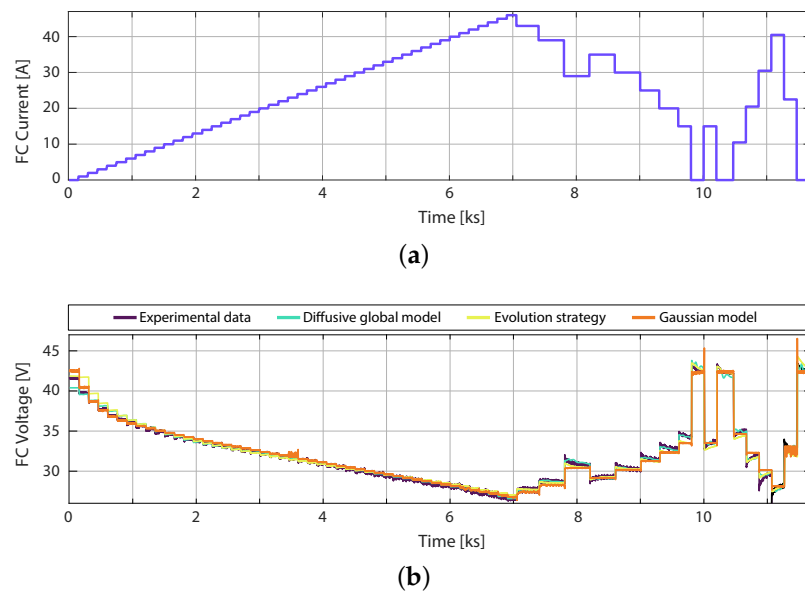 40
30
20
10
0
FC Current [A]
0 2 4 6 8 10
Time [ks]
(a)
Experimental data Diffusive global model Evolution strategy Gaussian model
45
40
35
30
FC Voltage [V]
0 2 4 6 8 10
Time [ks]
(b)